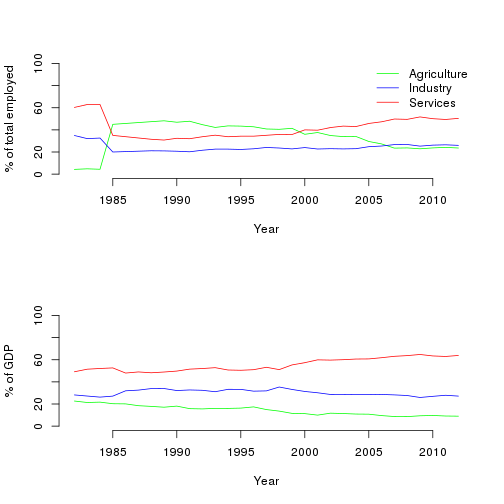 % of total employed
0
20
60
100
Agriculture
Industry
Services
1985 1990 1995 2000 2005 2010
Year
% of GDP
0
20
60
100
1985 1990 1995 2000 2005 2010
Year